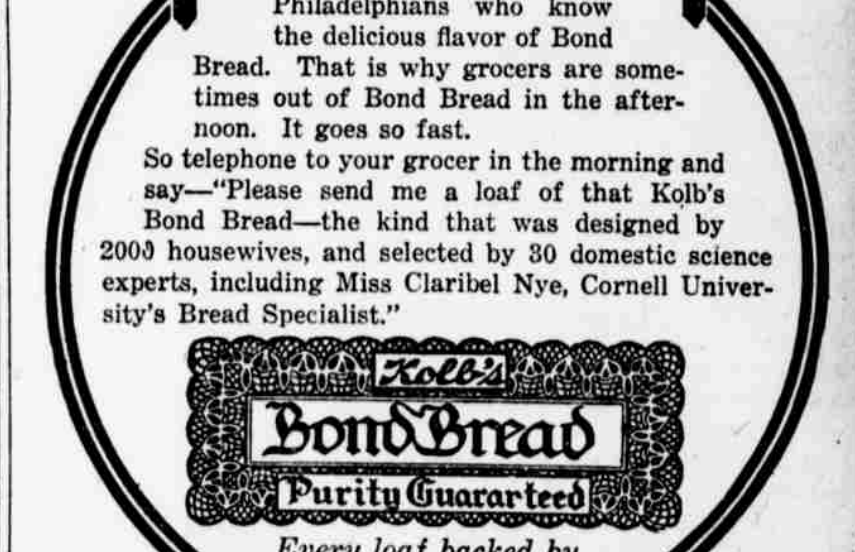 Philadelphians who know
the delicious flavor of Bond
Bread. That is why grocers are some-
times out of Bond Bread in the after-
noon. It goes so fast.
So telephone to your grocer in the morning and
say—"Please send me a loaf of that Kolb's
Bond Bread—the kind that was designed by
2000 housewives, and selected by 30 domestic science
experts, including Miss Claribel Nye, Cornell Univer-
sity's Bread Specialist."
Kolb's
Bond Bread
Purity Guaranteed
Every loaf backed by